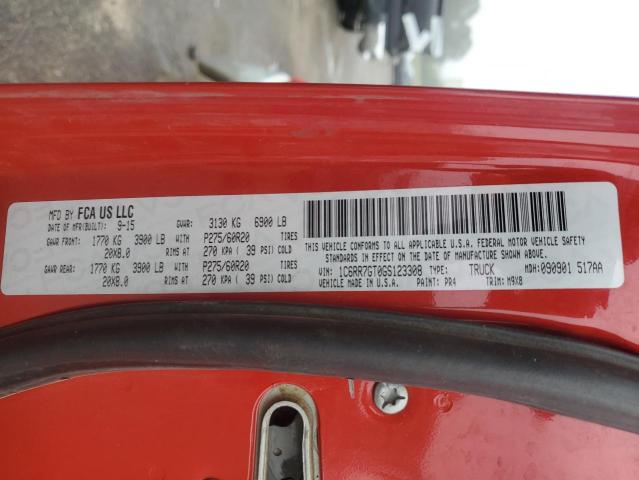 MFD BY FCA US LLC
DATE OF MFR(BUILT): 9-15 GVWR: 3130 KG 6900 LB
GAWR FRONT: 1770 KG 3900 LB WITH P275/60R20 TIRES
20X8.0 RIMS AT 270 KPA ( 39 PSI) COLD
GAWR REAR: 1770 KG 3900 LB WITH P275/60R20 TIRES
20X8.0 RIMS AT 270 KPA ( 39 PSI) COLD
THIS VEHICLE CONFORMS TO ALL APPLICABLE U.S.A. FEDERAL MOTOR VEHICLE SAFETY
STANDARDS IN EFFECT ON THE DATE OF MANUFACTURE SHOWN ABOVE.
VIN: 1C6RR7GT0GS123308 TYPE: TRUCK MDH: 090901 517AA
VEHICLE MADE IN U.S.A. PAINT: PR4 TRIM: M9X8